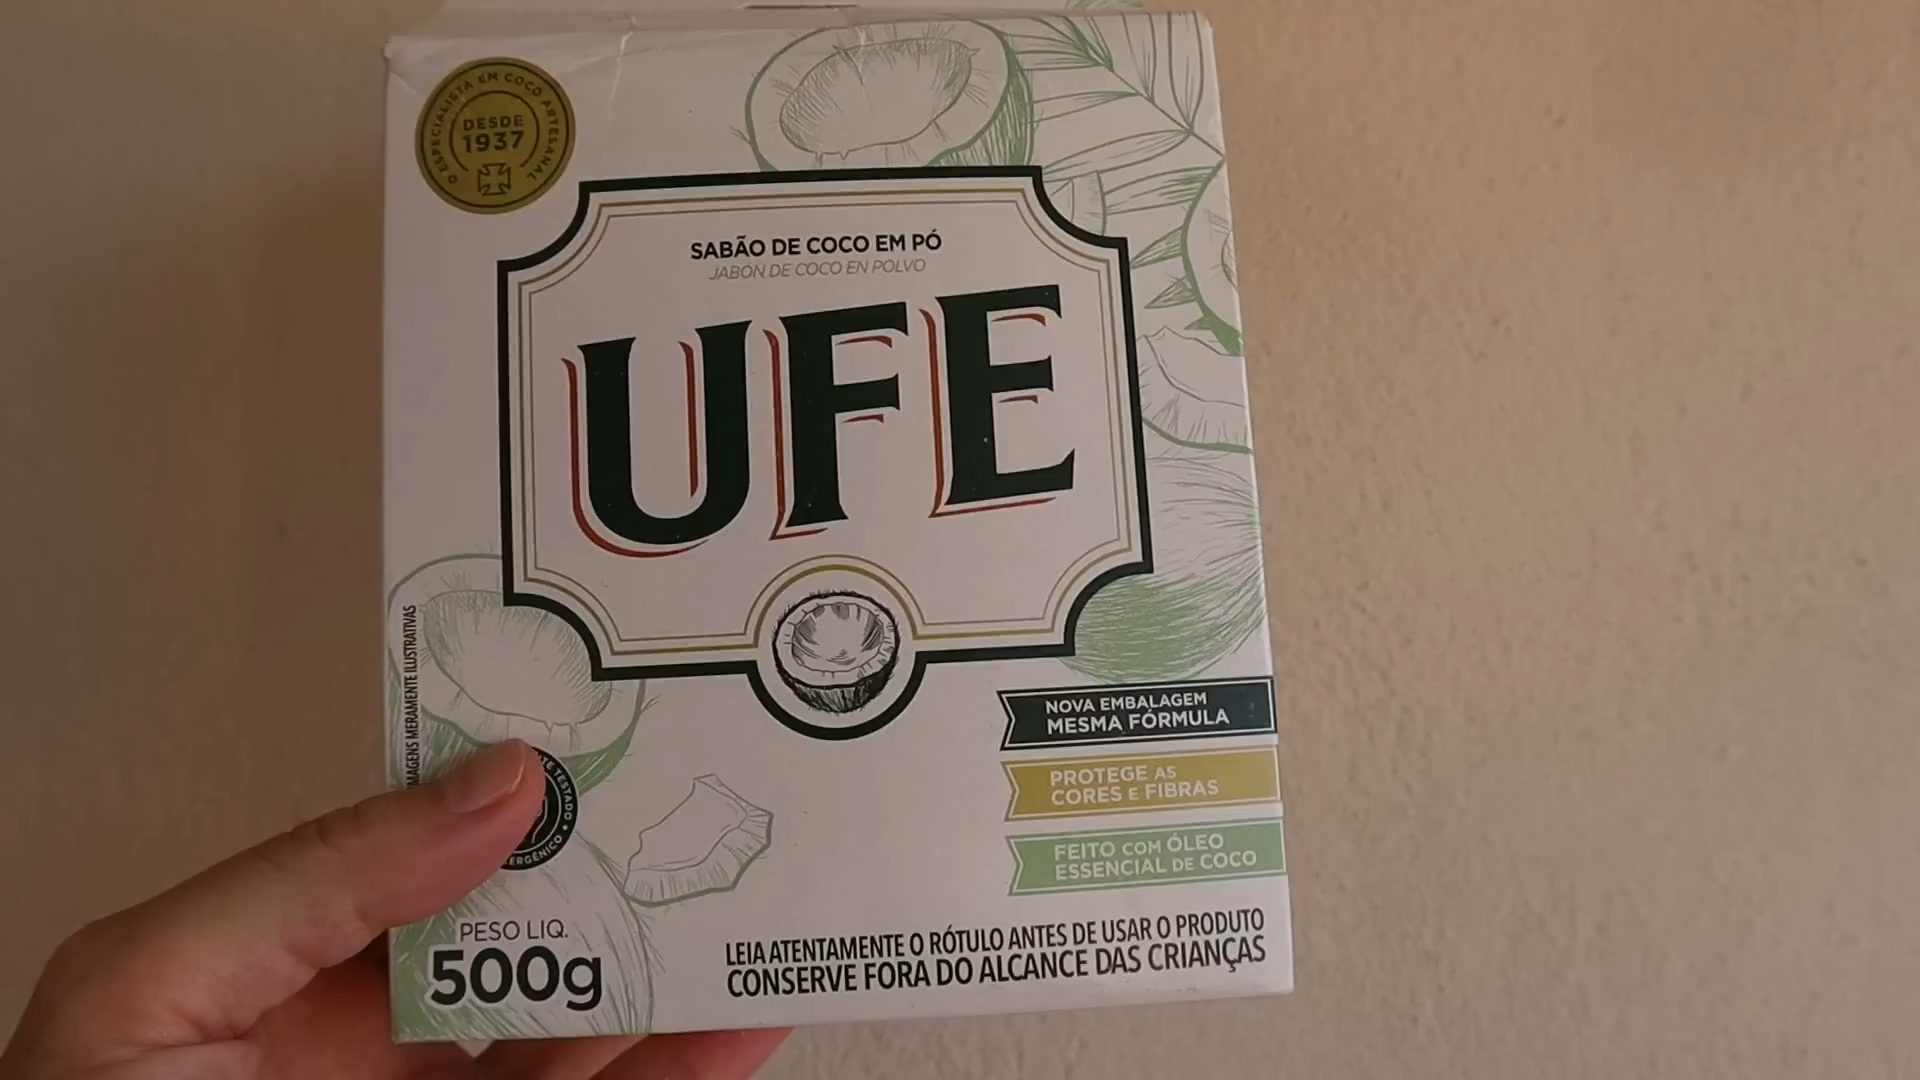 O ESPECIALISTA EM COCO ARTESANAL
DESDE
1937
SABÃO DE COCO EM PÓ
JABÓN DE COCO EN POLVO
UFE
NOVA EMBALAGEM
MESMA FÓRMULA
PROTEGE AS
CORES E FIBRAS
FEITO COM ÓLEO
ESSENCIAL DE COCO
MERAMENTE ILUSTRATIVAS
TESTADO
PESO LIQ.
500g
LEIA ATENTAMENTE O RÓTULO ANTES DE USAR O PRODUTO
CONSERVE FORA DO ALCANCE DAS CRIANÇAS